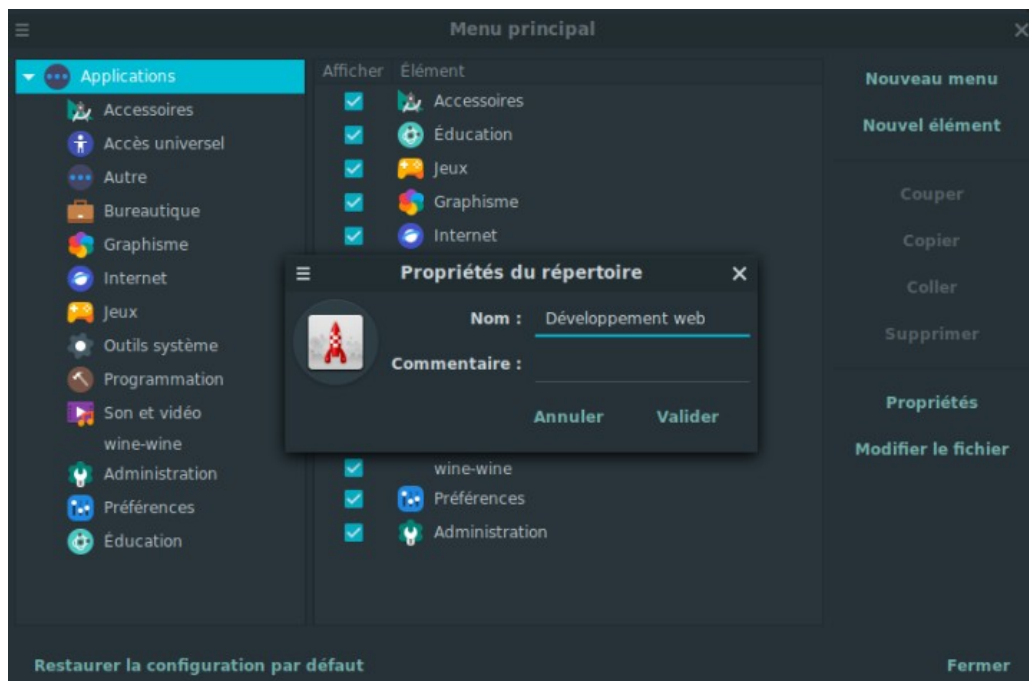 Menu principal
Applications
Accessoires
Accès universel
Autre
Bureautique
Graphisme
Internet
Jeux
Outils système
Programmation
Son et vidéo
wine-wine
Administration
Préférences
Éducation
Afficher Élément
Accessoires
Éducation
Jeux
Graphisme
Internet
wine-wine
Préférences
Administration
Propriétés du répertoire
Nom : Développement web
Commentaire :
Annuler Valider
Nouveau menu
Nouvel élément
Couper
Copier
Coller
Supprimer
Propriétés
Modifier le fichier
Restaurer la configuration par défaut
Fermer